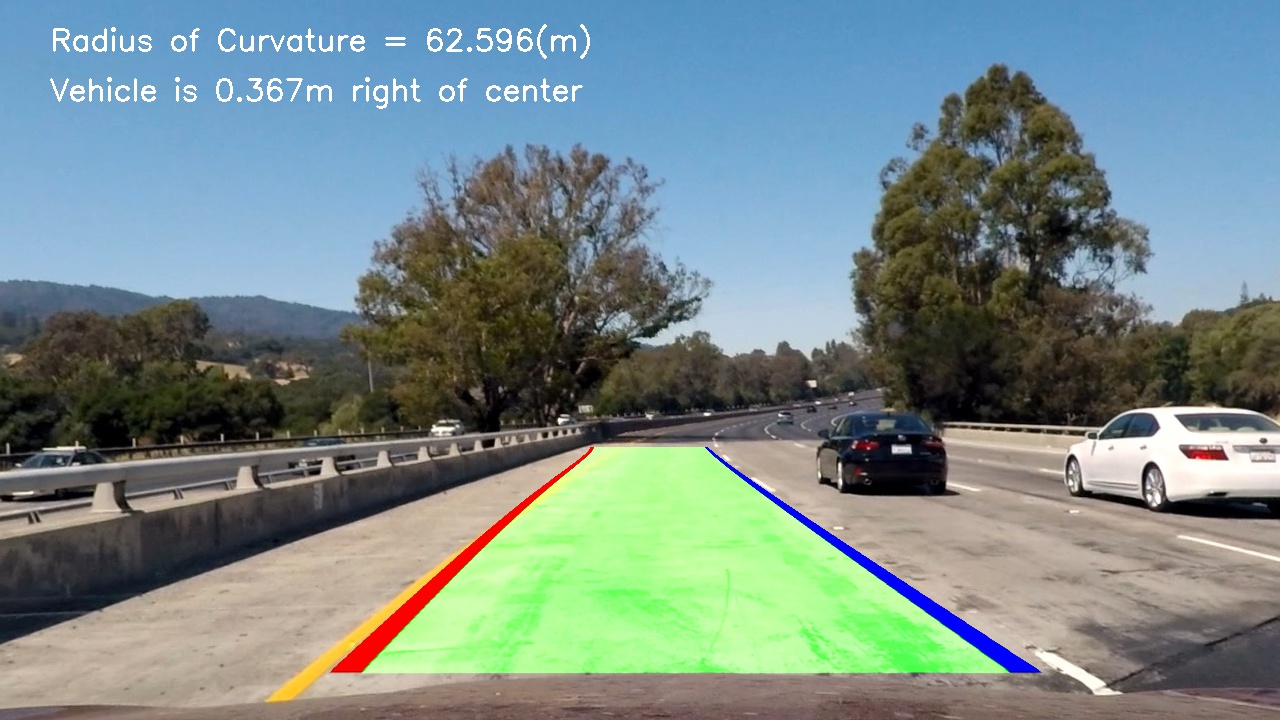 Radius of Curvature = 62.596(m)
Vehicle is 0.367m right of center